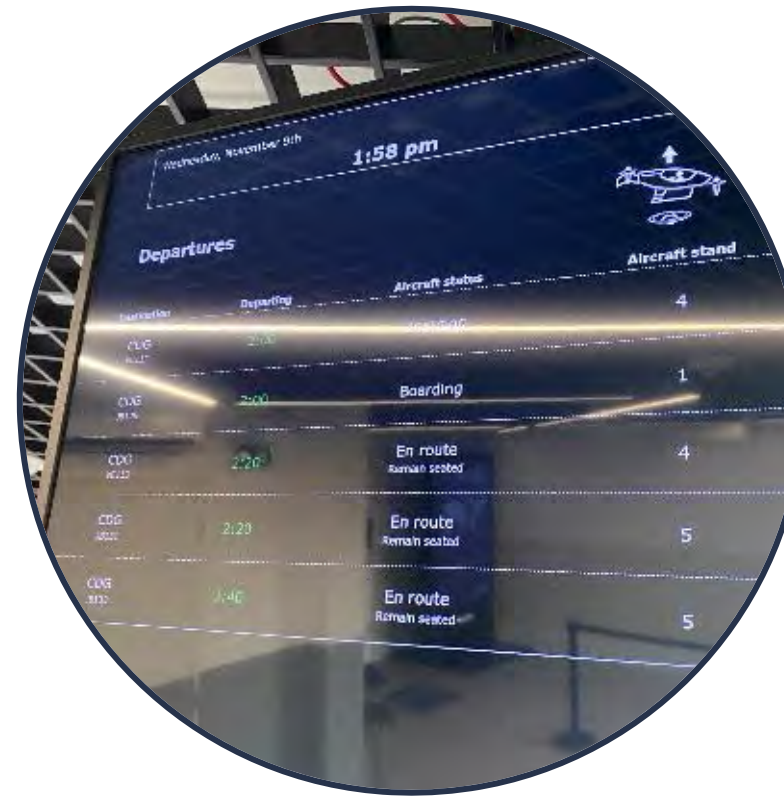 Wednesday, November 9th
1:58 pm
Departures
Destination Departing Aircraft status Aircraft stand
CDG 2:00 4
CDG 2:00 Boarding 1
CDG 2:20 En route 4
Remain seated
CDG 2:20 En route 5
Remain seated
CDG 2:40 En route 5
Remain seated